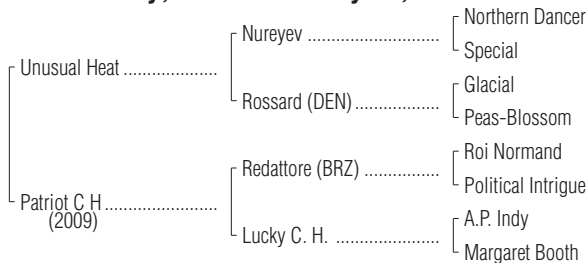 Northern Dancer
Nureyev
Special
Unusual Heat
Glacial
Rossard (DEN)
Peas-Blossom
Roi Normand
Redattore (BRZ)
Political Intrigue
Patriot C H
(2009)
A.P. Indy
Lucky C. H.
Margaret Booth